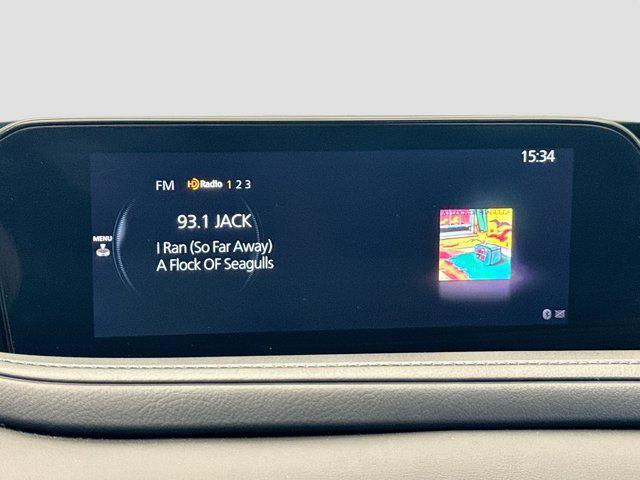 15:34
FM HD Radio 1 2 3
93.1 JACK
MENU
I Ran (So Far Away)
A Flock OF Seagulls